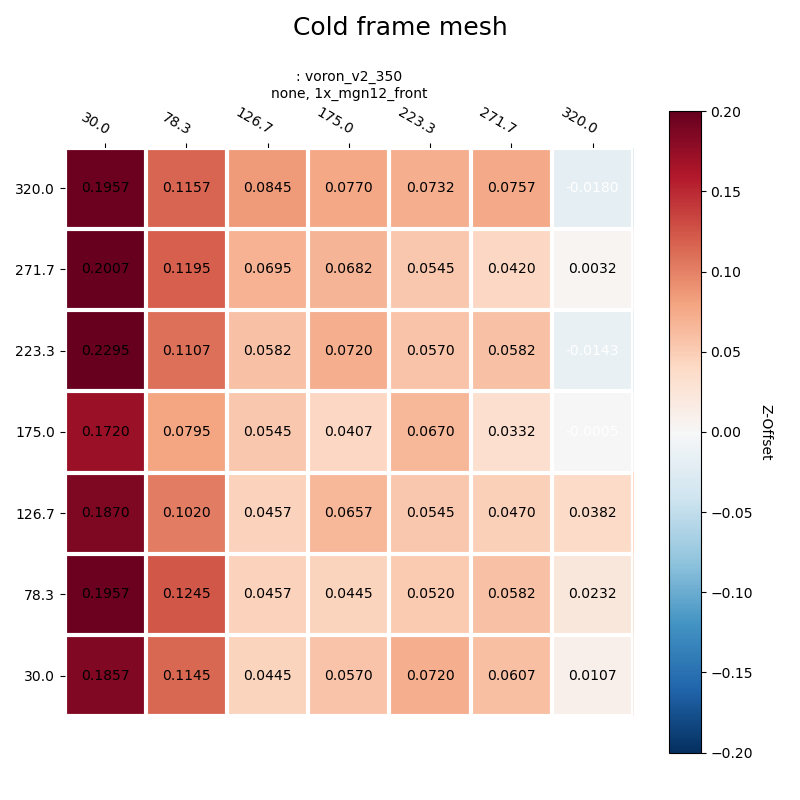 Cold frame mesh
: voron_v2_350
none, 1x_mgn12_front
30.0 78.3 126.7 175.0 223.3 271.7 320.0
320.0 0.1957 0.1157 0.0845 0.0770 0.0732 0.0757 -0.0180
271.7 0.2007 0.1195 0.0695 0.0682 0.0545 0.0420 0.0032
223.3 0.2295 0.1107 0.0582 0.0720 0.0570 0.0582 -0.0143
175.0 0.1720 0.0795 0.0545 0.0407 0.0670 0.0332 -0.0005
126.7 0.1870 0.1020 0.0457 0.0657 0.0545 0.0470 0.0382
78.3 0.1957 0.1245 0.0457 0.0445 0.0520 0.0582 0.0232
30.0 0.1857 0.1145 0.0445 0.0570 0.0720 0.0607 0.0107
0.20
0.15
0.10
0.05
0.00
−0.05
−0.10
−0.15
−0.20
Z-Offset